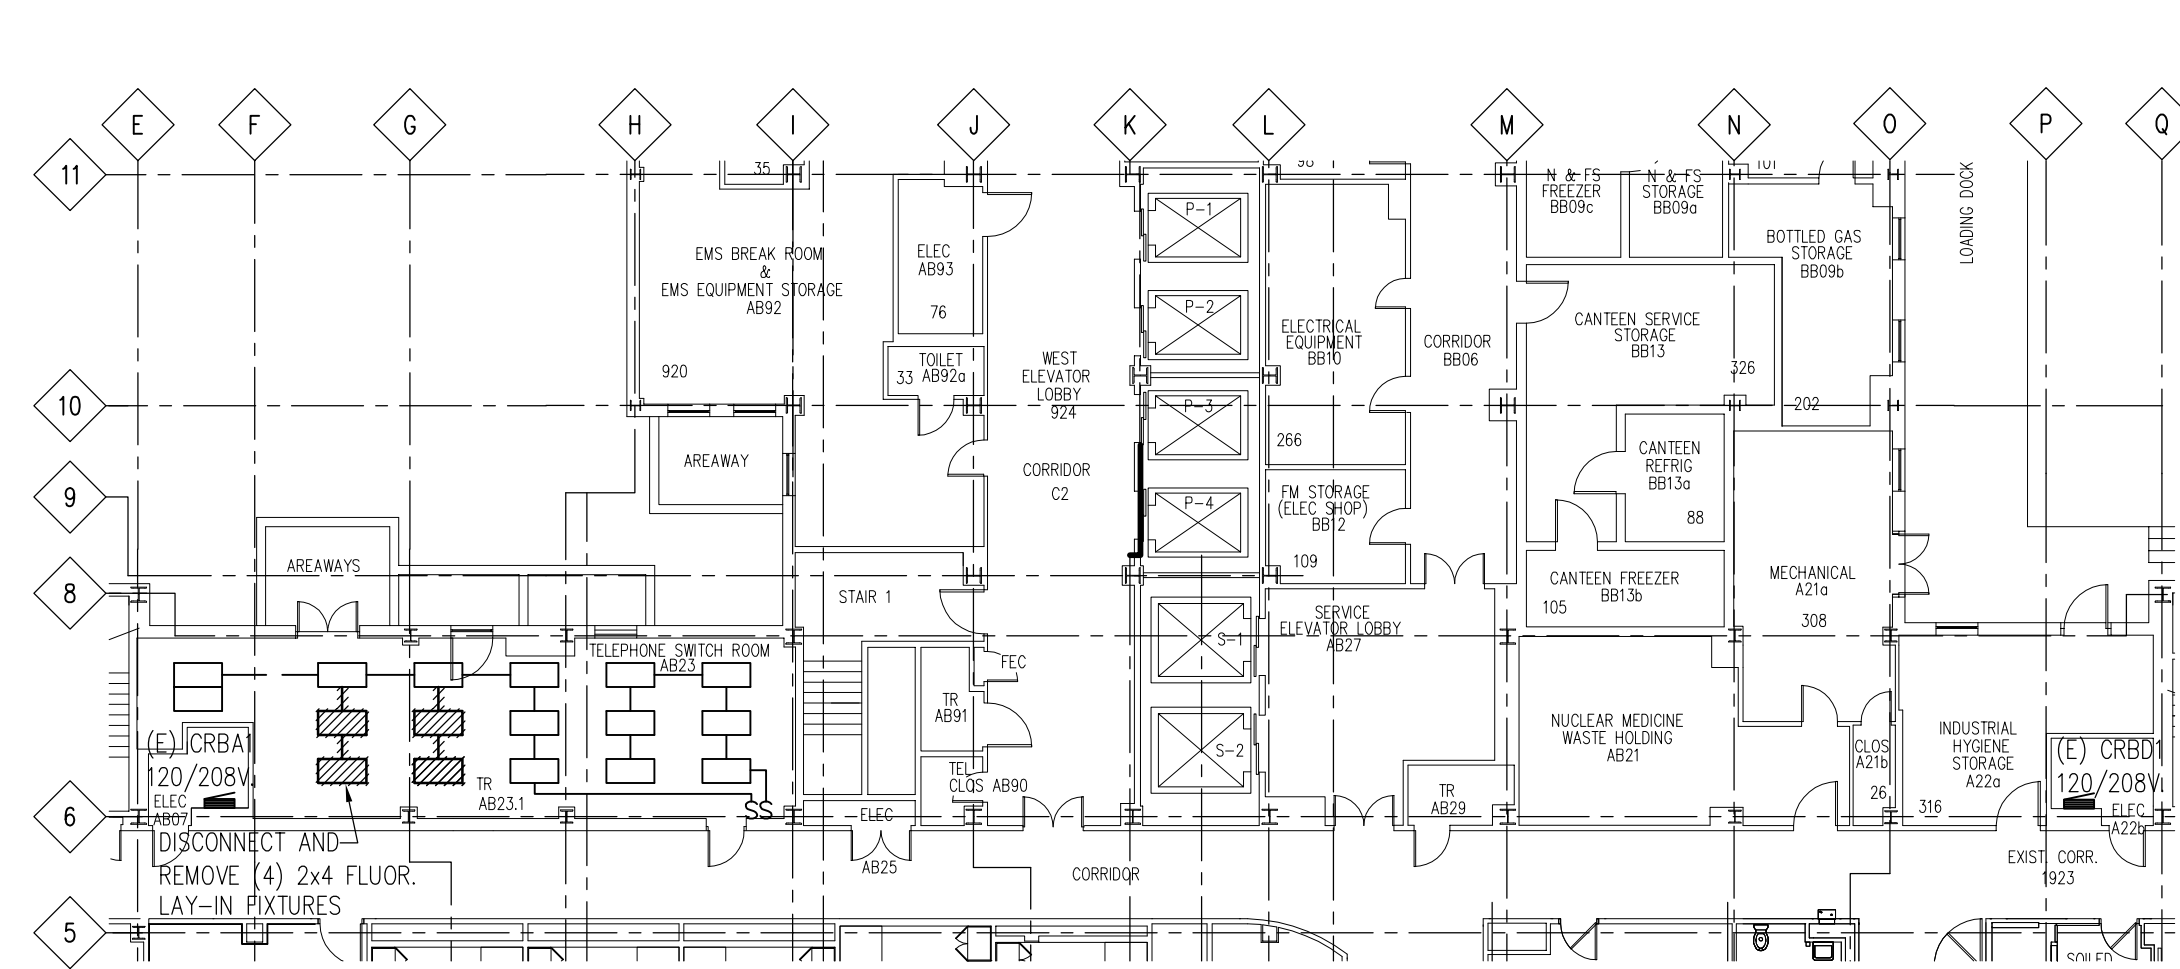 E
F
G
H
I
J
K
L
M
N
O
P
Q
11
10
9
8
6
5
35
98
101
EMS BREAK ROOM
&
EMS EQUIPMENT STORAGE
AB92
920
ELEC
AB93
76
TOILET
AB92a
33
WEST
ELEVATOR
LOBBY
924
CORRIDOR
C2
P-1
P-2
P-3
P-4
S-1
S-2
ELECTRICAL
EQUIPMENT
BB10
266
FM STORAGE
(ELEC SHOP)
BB12
109
CORRIDOR
BB06
N & FS
FREEZER
BB09c
N & FS
STORAGE
BB09a
BOTTLED GAS
STORAGE
BB09b
LOADING DOCK
CANTEEN SERVICE
STORAGE
BB13
326
202
CANTEEN
REFRIG
BB13a
88
CANTEEN FREEZER
BB13b
105
MECHANICAL
A21a
308
AREAWAY
AREAWAYS
STAIR 1
SERVICE
ELEVATOR LOBBY
AB27
TELEPHONE SWITCH ROOM
AB23
FEC
TR
AB91
TEL
CLOS AB90
NUCLEAR MEDICINE
WASTE HOLDING
AB21
CLOS
A21b
26
INDUSTRIAL
HYGIENE
STORAGE
A22a
316
(E) CRBA1
120/208V
ELEC
AB07
(E) CRBD1
120/208V
ELEC
A22b
TR
AB23.1
SS
TR
AB29
ELEC
AB25
DISCONNECT AND
REMOVE (4) 2x4 FLUOR.
LAY-IN FIXTURES
CORRIDOR
EXIST. CORR.
1923
SOILED